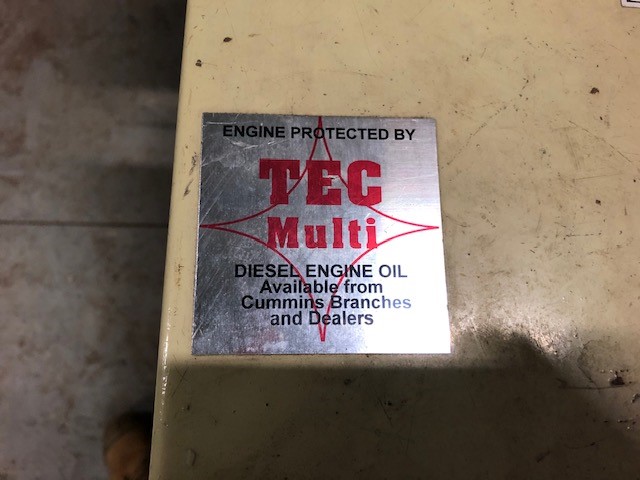 ENGINE PROTECTED BY
TEC
Multi
DIESEL ENGINE OIL
Available from
Cummins Branches
and Dealers